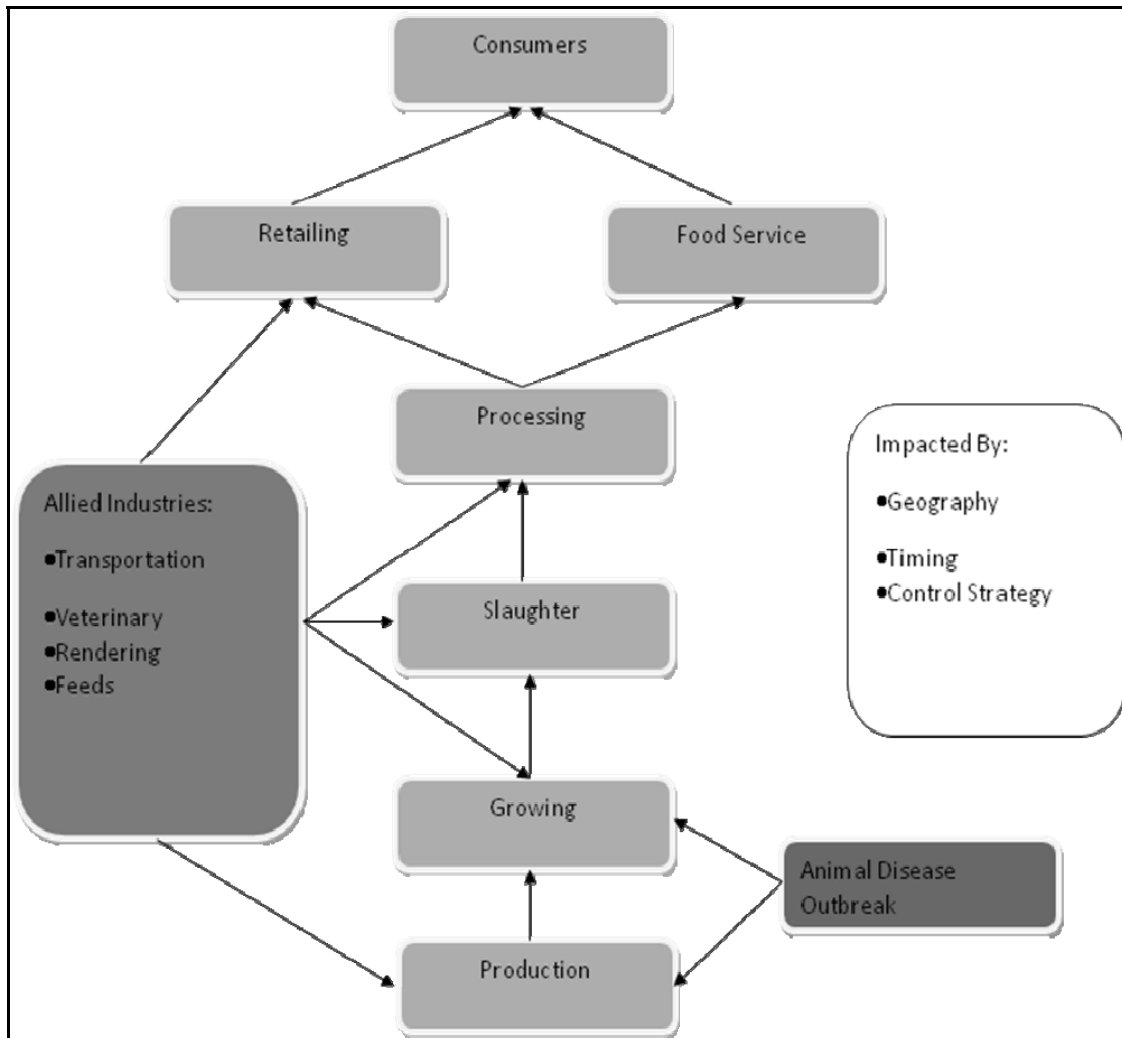 Consumers
Retailing
Food Service
Processing
Allied Industries:
●Transportation
●Veterinary
●Rendering
●Feeds
Impacted By:
●Geography
●Timing
●Control Strategy
Slaughter
Growing
Animal Disease
Outbreak
Production